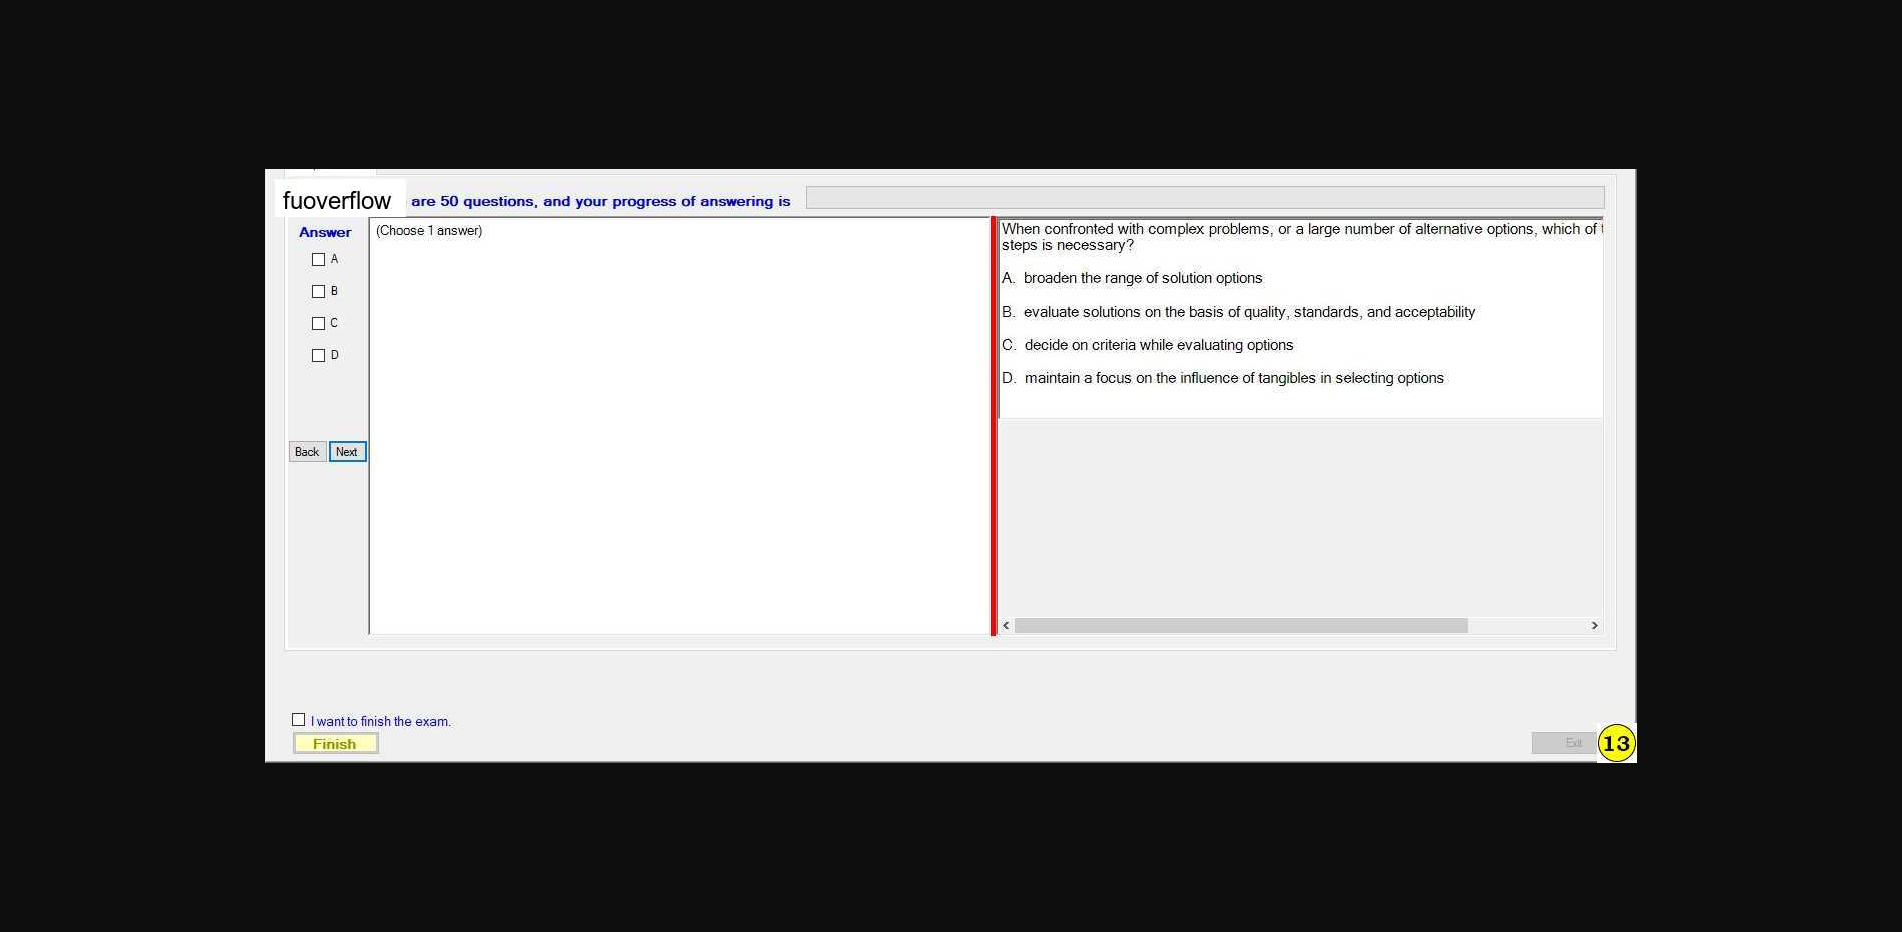 fuoverflow are 50 questions, and your progress of answering is
Answer
A
B
C
D
Back Next
(Choose 1 answer)
When confronted with complex problems, or a large number of alternative options, which of
steps is necessary?
A. broaden the range of solution options
B. evaluate solutions on the basis of quality, standards, and acceptability
C. decide on criteria while evaluating options
D. maintain a focus on the influence of tangibles in selecting options
I want to finish the exam.
Finish
Exit
13